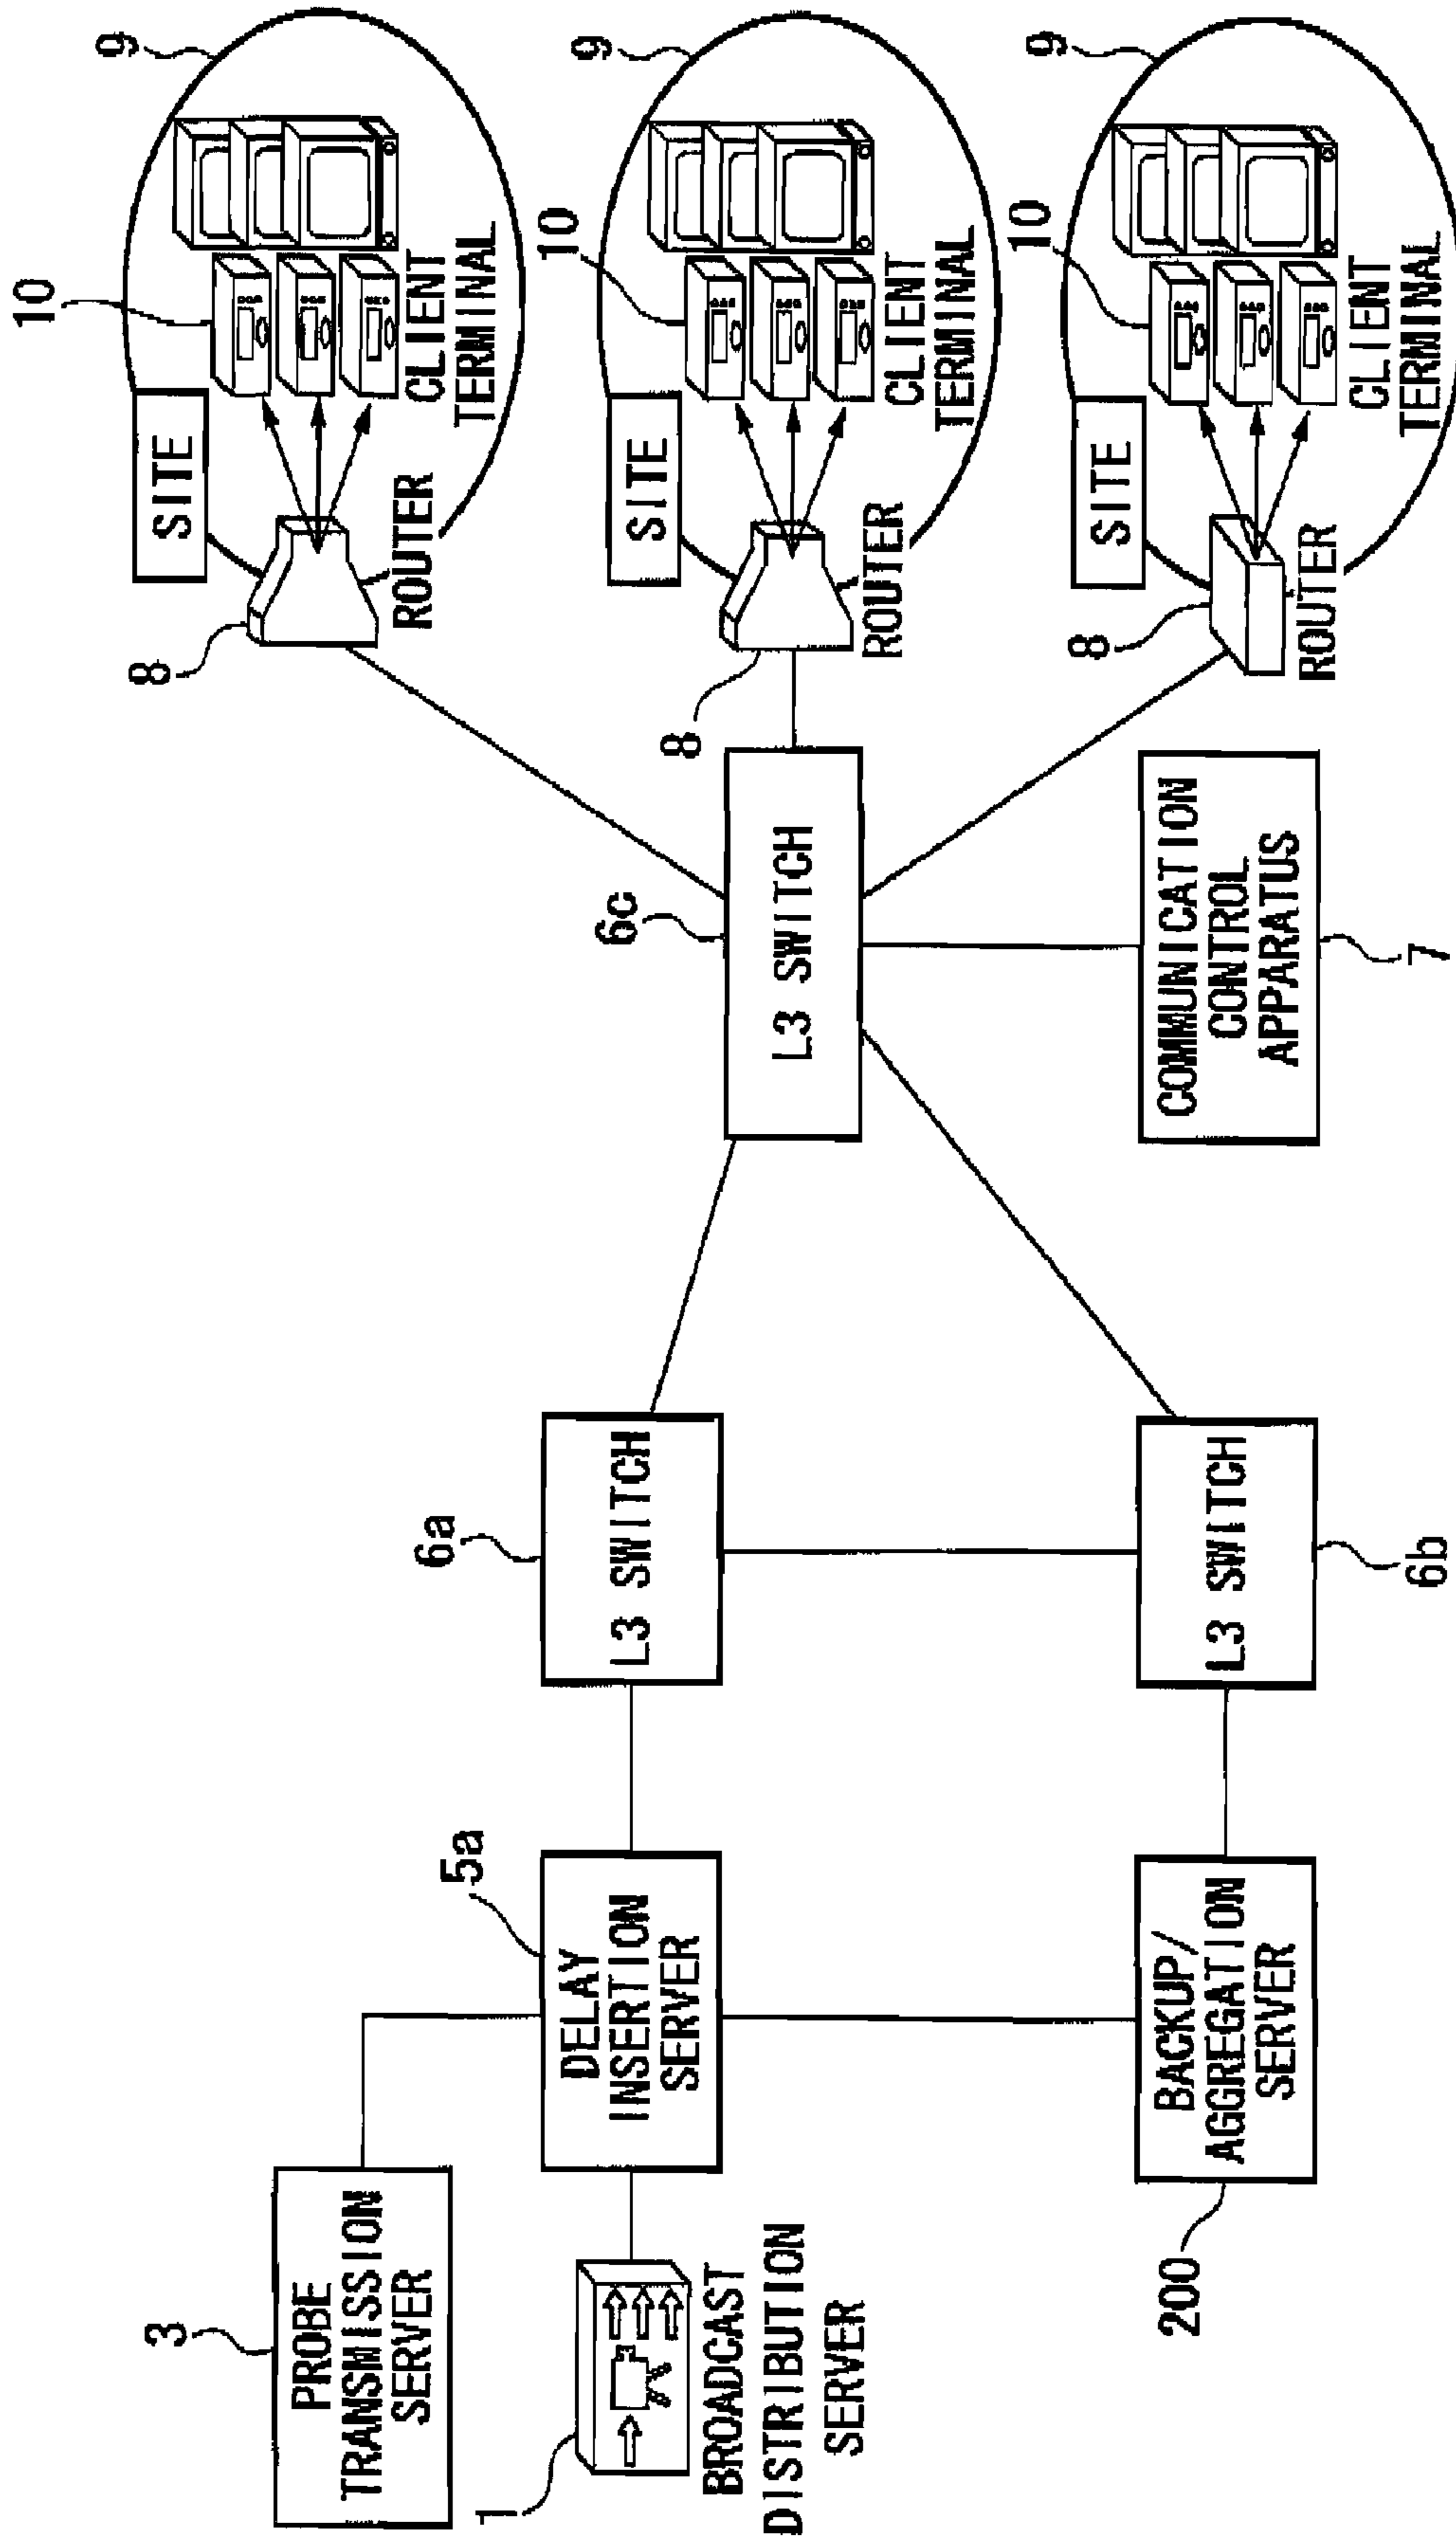 3
PROBE
TRANSMISSION
SERVER
1
BROADCAST
DISTRIBUTION
SERVER
5a
DELAY
INSERTION
SERVER
200
BACKUP/
AGGREGATION
SERVER
6a
L3 SWITCH
6b
L3 SWITCH
6c
L3 SWITCH
COMMUNICATION
CONTROL
APPARATUS
7
8
ROUTER
SITE
10
CLIENT
TERMINAL
9
8
ROUTER
SITE
10
CLIENT
TERMINAL
9
8
ROUTER
SITE
10
CLIENT
TERMINAL
9